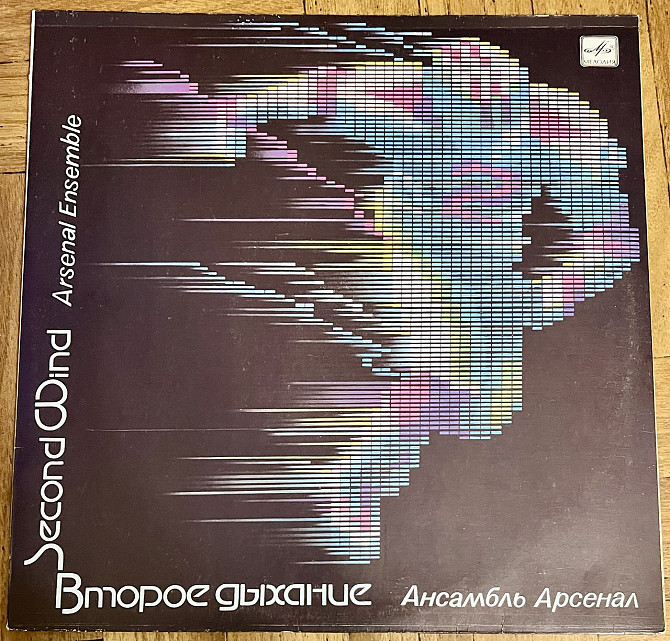 МЕЛОДИЯ
Second Wind
Arsenal Ensemble
Второе дыхание
Ансамбль Арсенал